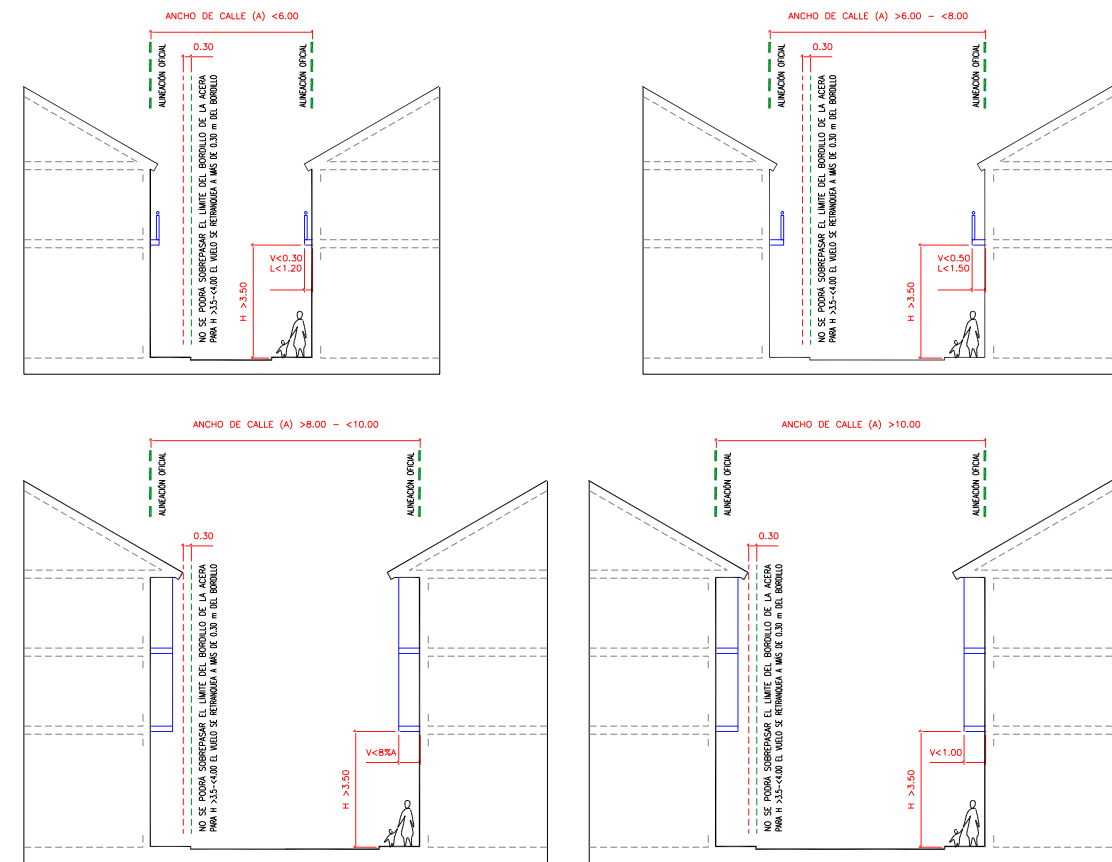 ANCHO DE CALLE (A) <6.00
0.30
ALINEACIÓN OFICIAL
ALINEACIÓN OFICIAL
NO SE PODRÁ SOBREPASAR EL LÍMITE DEL BORDILLO DE LA ACERA
PARA H >3.5-<4.00 EL VUELO SE RETRANQUEA A MÁS DE 0.30 m DEL BORDILLO
V<0.30
L<1.20
H >3.50
ANCHO DE CALLE (A) >6.00 - <8.00
0.30
ALINEACIÓN OFICIAL
ALINEACIÓN OFICIAL
NO SE PODRÁ SOBREPASAR EL LÍMITE DEL BORDILLO DE LA ACERA
PARA H >3.5-<4.00 EL VUELO SE RETRANQUEA A MÁS DE 0.30 m DEL BORDILLO
V<0.50
L<1.50
H >3.50
ANCHO DE CALLE (A) >8.00 - <10.00
ALINEACIÓN OFICIAL
ALINEACIÓN OFICIAL
0.30
NO SE PODRÁ SOBREPASAR EL LÍMITE DEL BORDILLO DE LA ACERA
PARA H >3.5-<4.00 EL VUELO SE RETRANQUEA A MÁS DE 0.30 m DEL BORDILLO
V<8%A
H >3.50
ANCHO DE CALLE (A) >10.00
ALINEACIÓN OFICIAL
ALINEACIÓN OFICIAL
0.30
NO SE PODRÁ SOBREPASAR EL LÍMITE DEL BORDILLO DE LA ACERA
PARA H >3.5-<4.00 EL VUELO SE RETRANQUEA A MÁS DE 0.30 m DEL BORDILLO
V<1.00
H >3.50